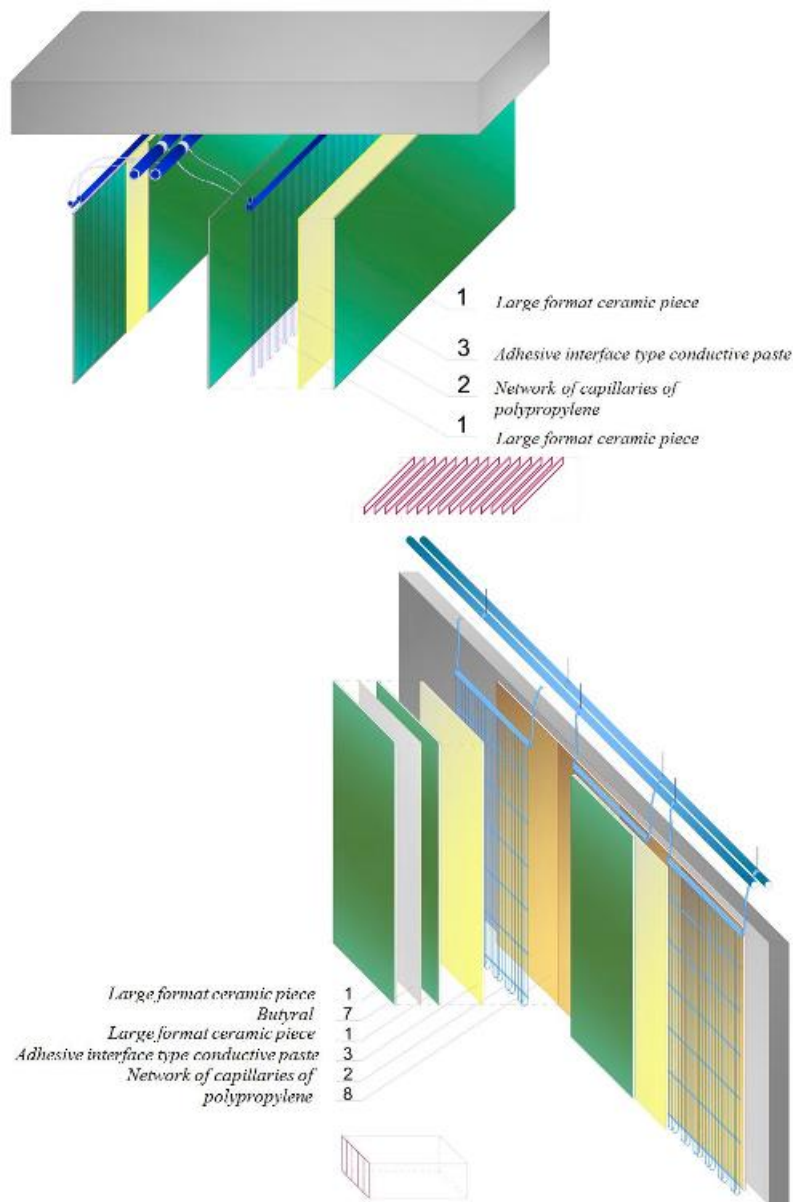 1 Large format ceramic piece
3 Adhesive interface type conductive paste
2 Network of capillaries of
polypropylene
1 Large format ceramic piece
Large format ceramic piece 1
Butyral 7
Large format ceramic piece 1
Adhesive interface type conductive paste 3
Network of capillaries of 2
polypropylene 8